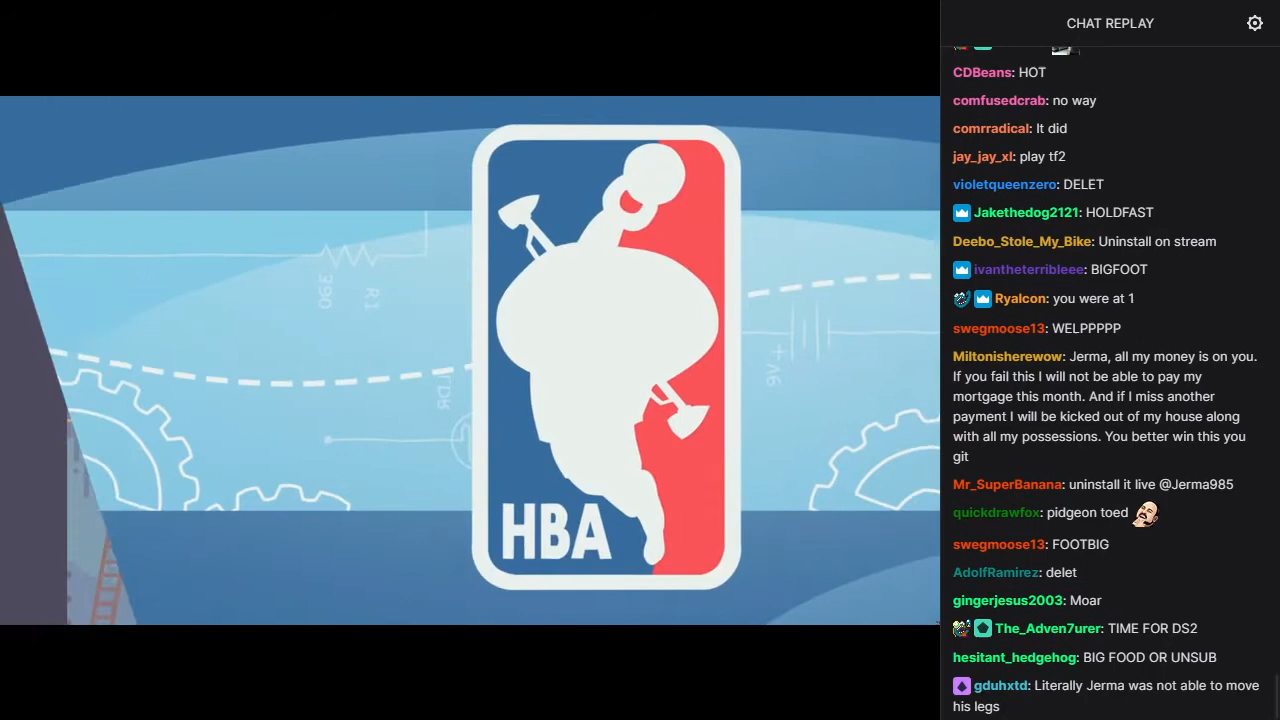 CHAT REPLAY
CDBeans: HOT
comfusedcrab: no way
comrradical: It did
jay_jay_xl: play tf2
violetqueenzero: DELET
Jakethedog2121: HOLDFAST
Deebo_Stole_My_Bike: Uninstall on stream
ivantheterribleee: BIGFOOT
Ryalcon: you were at 1
swegmoose13: WELPPPPP
Miltonisherewow: Jerma, all my money is on you.
If you fail this I will not be able to pay my
mortgage this month. And if I miss another
payment I will be kicked out of my house along
with all my possessions. You better win this you
git
Mr_SuperBanana: uninstall it live @Jerma985
quickdrawfox: pidgeon toed
swegmoose13: FOOTBIG
AdolfRamirez: delet
gingerjesus2003: Moar
The_Adven7urer: TIME FOR DS2
hesitant_hedgehog: BIG FOOD OR UNSUB
gduhxtd: Literally Jerma was not able to move
his legs
R1
390
LDR
+V6
HBA